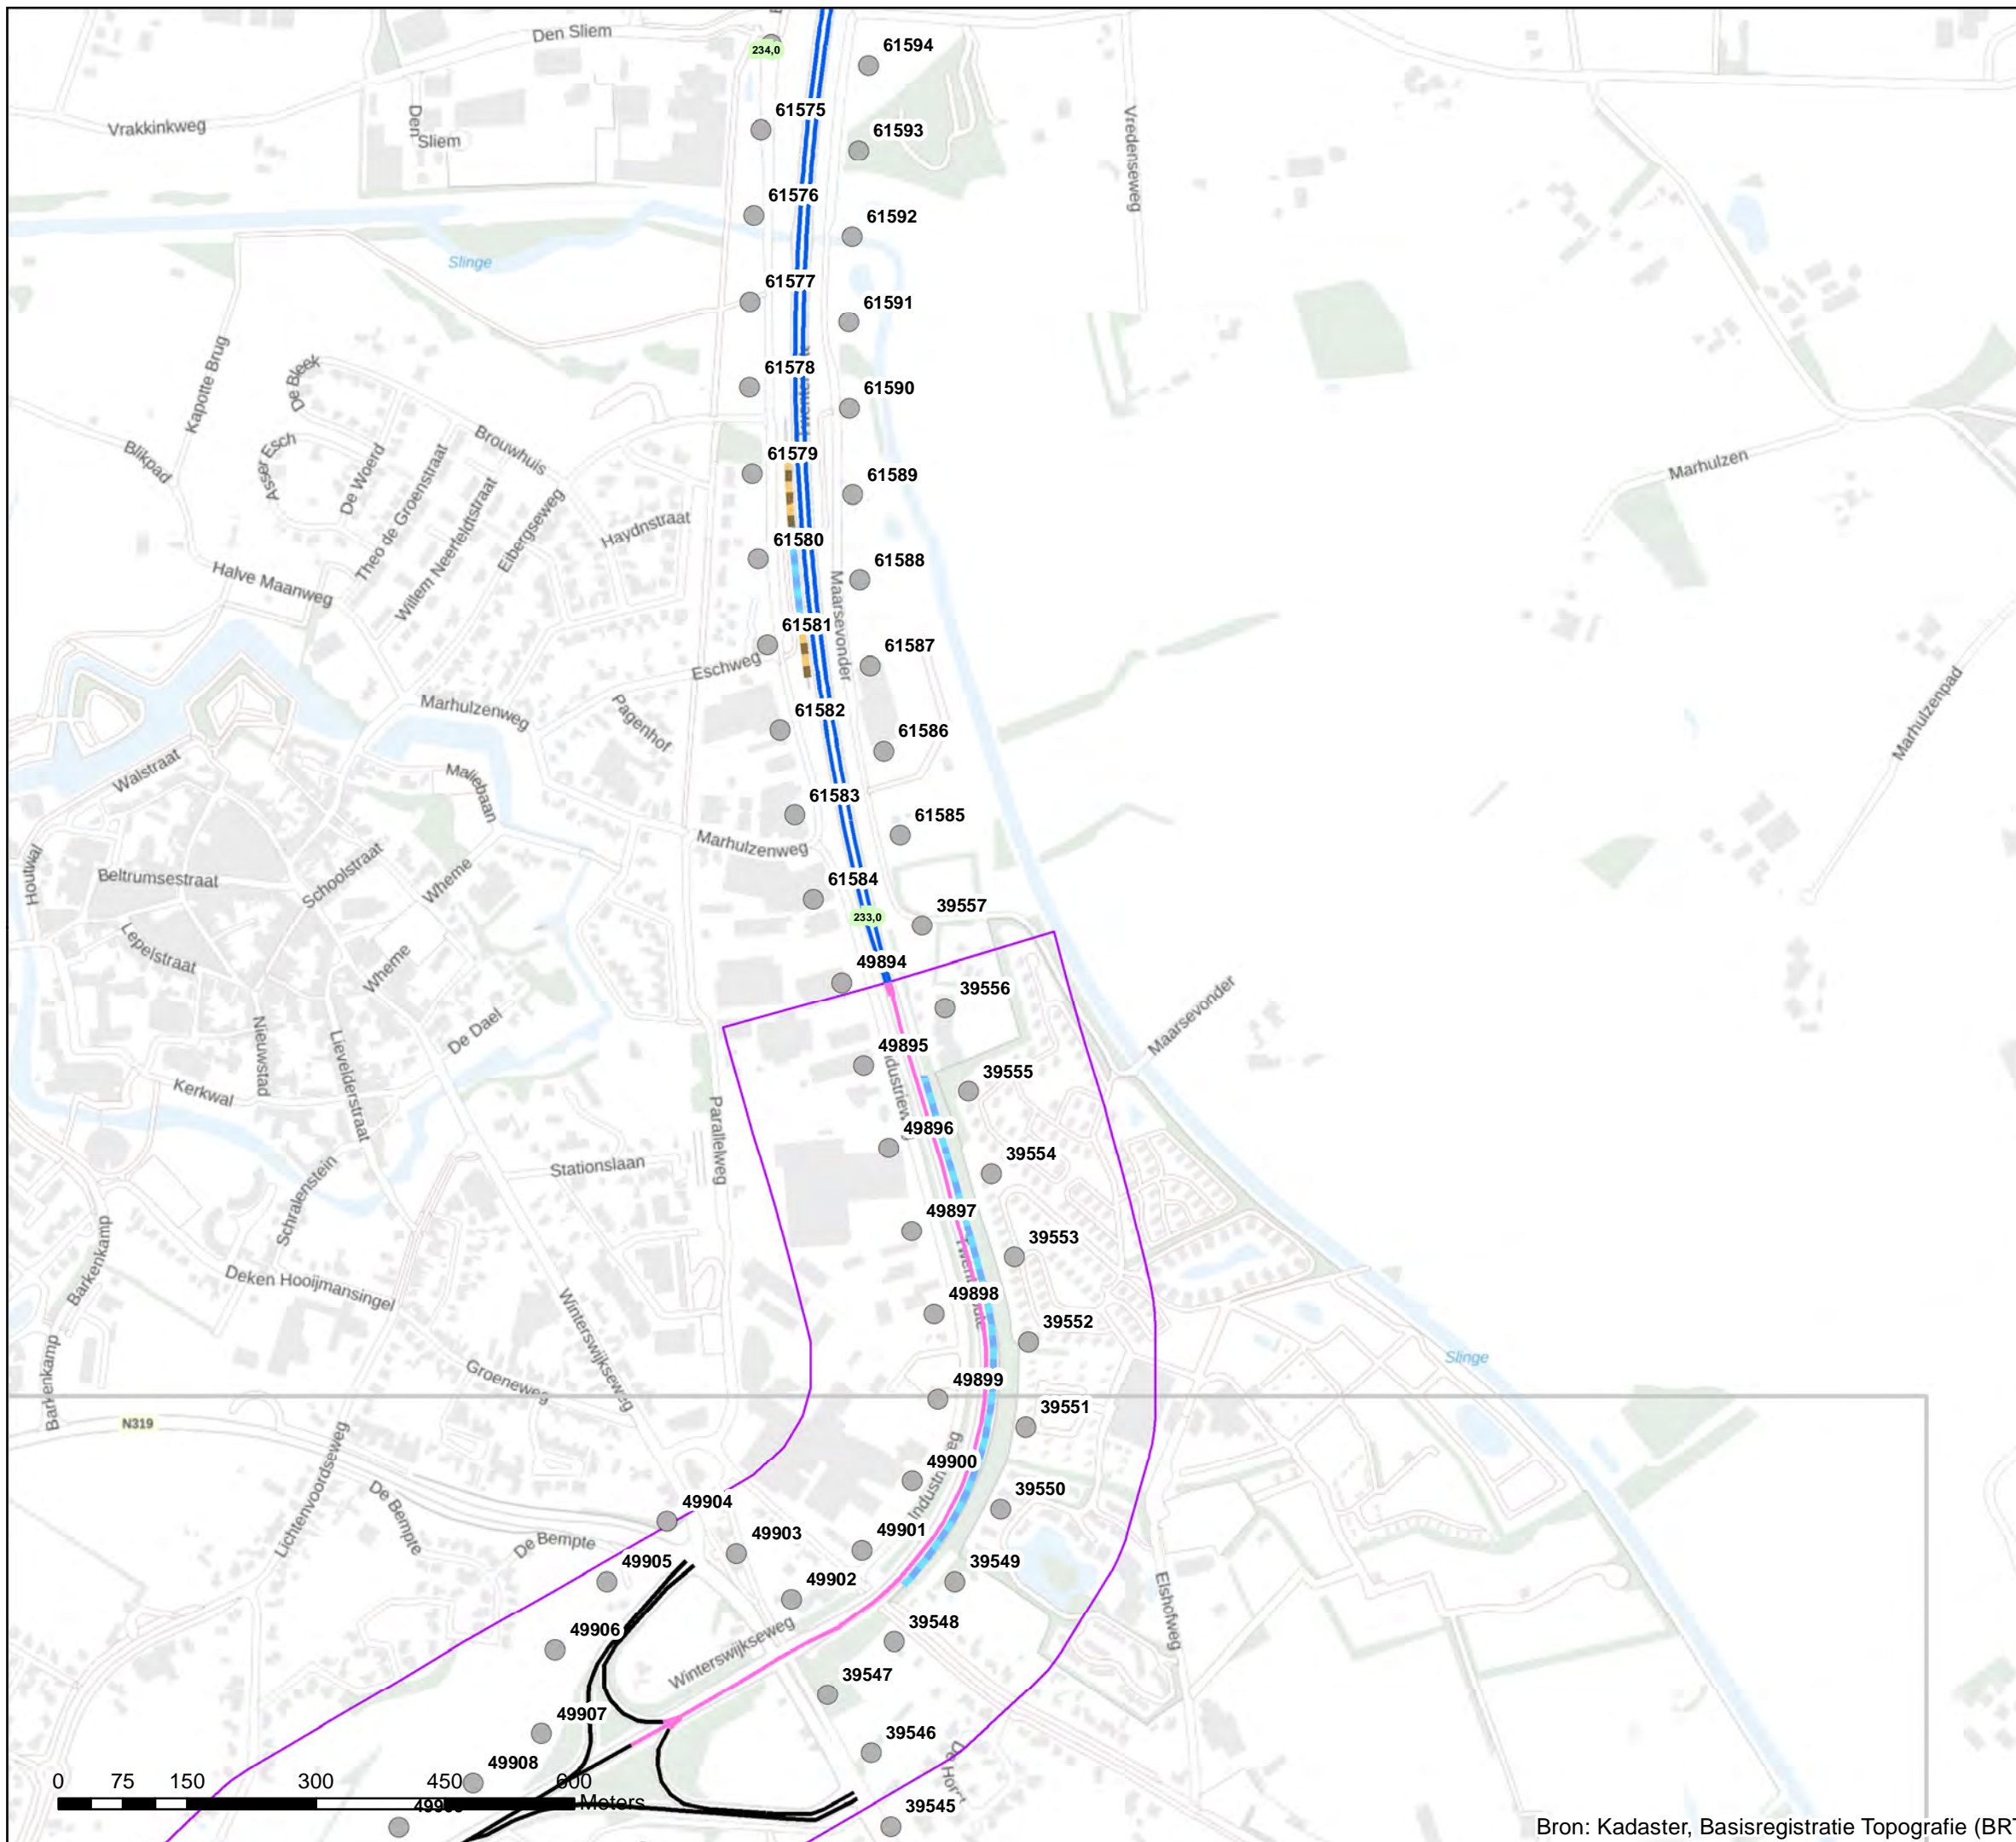 Den Sliem
234,0
61594
Vrakkinkweg
Den
Sliem
61575
61593
Vredenseweg
61576
61592
Slinge
61577
61591
Kapotte Brug
De Bleek
61578
61590
Blikpad
Asser Esch
De Woerd
Brouwhuis
Theo de Groenstraat
Willem Neerfeldtstraat
Eibergseweg
Haydnstraat
61579
61589
Marhulzen
61580
61588
Halve Maanweg
Maarsevonder
61581
61587
Eschweg
Marhulzenweg
Pagenhof
61582
61586
Marhulzenpad
Walstraat
Maliebaan
61583
61585
Marhulzenweg
Houtwal
Beltrumsestraat
Schoolstraat
Wheme
61584
233,0
39557
Lepelstraat
Wheme
49894
39556
Maarsevonder
Nieuwstad
Lievelderstraat
De Dael
49895
39555
Kerkwal
Parallelweg
49896
39554
Stationslaan
Schralenstein
49897
39553
Barkenkamp
Deken Hooijmansingel
Winterswijkseweg
49898
39552
Slinge
Barkenkamp
Groeneweg
49899
39551
N319
Lichtenvoordseweg
De Bempte
49900
39550
49904
De Bempte
49903
49901
49905
39549
49902
Elshofweg
49906
Winterswijkseweg
39548
39547
49907
39546
49908
39545
0 75 150 300 450 600
Meters
Bron: Kadaster, Basisregistratie Topografie (BR